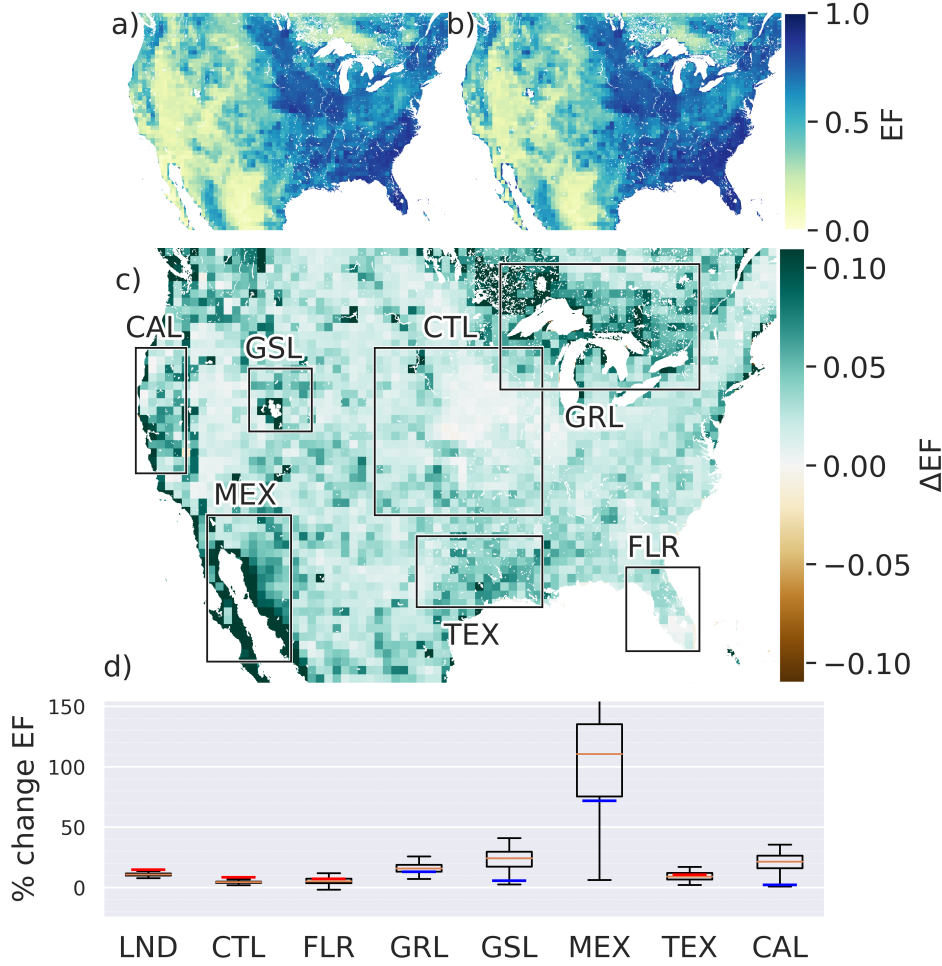 a)
b)
1.0
0.5
0.0
EF
c)
CAL
GSL
CTL
GRL
MEX
FLR
TEX
0.10
0.05
0.00
−0.05
−0.10
ΔEF
d)
150
100
50
0
% change EF
LND CTL FLR GRL GSL MEX TEX CAL